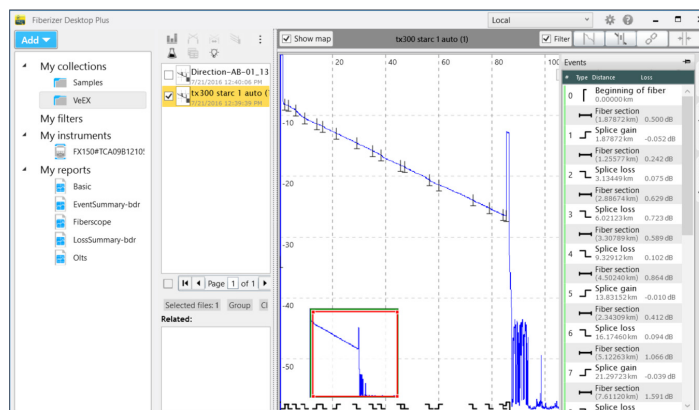 Fiberizer Desktop Plus
Local
Add
My collections
Samples
VeEX
My filters
My instruments
FX150#TCA09B1210
My reports
Basic
EventSummary-bdr
Fiberscope
LossSummary-bdr
Olts
Direction-AB-01_13
7/21/2016 12:40:06 PM
tx300 starc 1 auto (
7/21/2016 12:39:39 PM
Page 1 of 1
Selected files: 1 Group Cl
Related:
Show map
tx300 starc 1 auto (1)
Filter
20 40 60 80 100
-10
-20
-30
-40
-50
Events
# Type Distance Loss
0 Beginning of fiber
0.00000 km
Fiber section
(1.87872) km 0.500 dB
1 Splice gain
1.87872 km -0.052 dB
Fiber section
(1.25577) km 0.242 dB
2 Splice loss
3.13449 km 0.075 dB
Fiber section
(2.88674) km 0.629 dB
3 Splice loss
6.02123 km 0.723 dB
Fiber section
(3.30789) km 0.589 dB
4 Splice loss
9.32912 km 0.102 dB
Fiber section
(4.50240) km 0.864 dB
5 Splice gain
13.83152 km -0.010 dB
Fiber section
(2.34309) km 0.412 dB
6 Splice loss
16.17460 km 0.094 dB
Fiber section
(5.12263) km 1.066 dB
7 Splice gain
21.29723 km -0.039 dB
Fiber section
(7.61120) km 1.591 dB
Splice loss